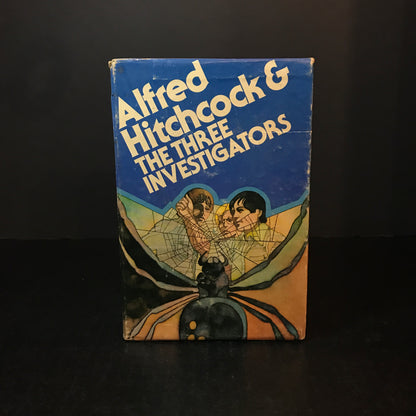 Alfred
Hitchcock &
THE THREE
INVESTIGATORS